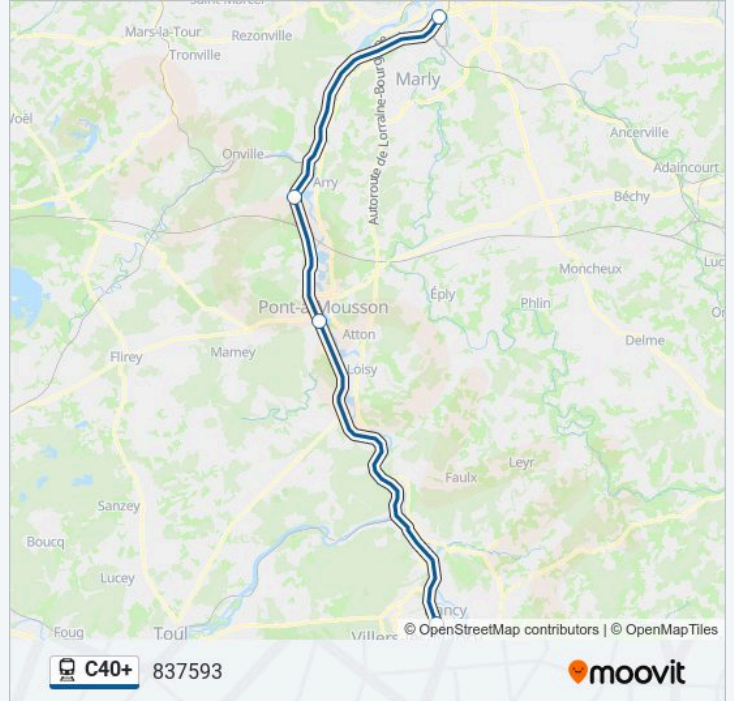 Mars-la-Tour
Rezonville
Tronville
Marly
Autoroute de Lorraine-Bourgogne
Ancerville
Onville
Adaincourt
Arry
Béchy
Moncheux
Éply
Phlin
Pont-à-Mousson
Atton
Delme
Flirey
Mamey
Loisy
Leyr
Faulx
Sanzey
Boucq
Lucey
ancy
Foug
Toul
Villers
© OpenStreetMap contributors | © OpenMapTiles
C40+ 837593
moovit